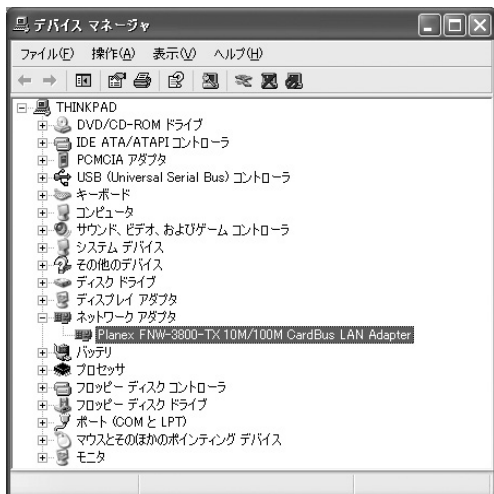 デバイス マネージャ
ファイル(F) 操作(A) 表示(V) ヘルプ(H)
THINKPAD
DVD/CD-ROM ドライブ
IDE ATA/ATAPI コントローラ
PCMCIA アダプタ
USB (Universal Serial Bus) コントローラ
キーボード
コンピュータ
サウンド、ビデオ、およびゲーム コントローラ
システム デバイス
その他のデバイス
ディスク ドライブ
ディスプレイ アダプタ
ネットワーク アダプタ
Planex FNW-3800-TX 10M/100M CardBus LAN Adapter
バッテリ
プロセッサ
フロッピー ディスク コントローラ
フロッピー ディスク ドライブ
ポート (COM と LPT)
マウスとそのほかのポインティング デバイス
モニタ